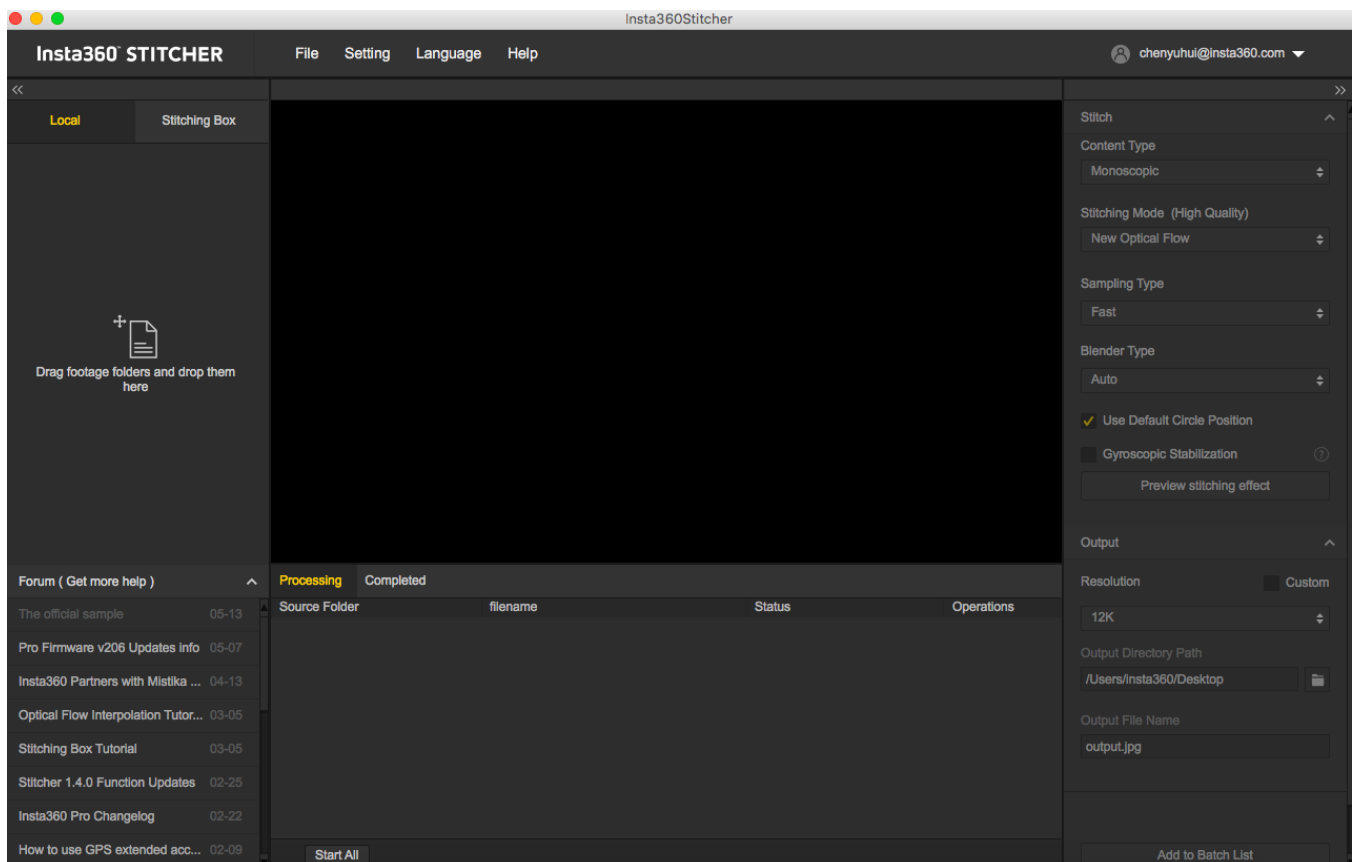 Insta360Stitcher
Insta360™ STITCHER
File
Setting
Language
Help
chenyuhui@insta360.com
Local
Stitching Box
Drag footage folders and drop them
here
Forum ( Get more help )
The official sample 05-13
Pro Firmware v206 Updates info 05-07
Insta360 Partners with Mistika ... 04-13
Optical Flow Interpolation Tutor... 03-05
Stitching Box Tutorial 03-05
Stitcher 1.4.0 Function Updates 02-25
Insta360 Pro Changelog 02-22
How to use GPS extended acc... 02-09
Processing
Completed
Source Folder
filename
Status
Operations
Start All
Stitch
Content Type
Monoscopic
Stitching Mode (High Quality)
New Optical Flow
Sampling Type
Fast
Blender Type
Auto
Use Default Circle Position
Gyroscopic Stabilization
?
Preview stitching effect
Output
Resolution
Custom
12K
Output Directory Path
/Users/insta360/Desktop
Output File Name
output.jpg
Add to Batch List